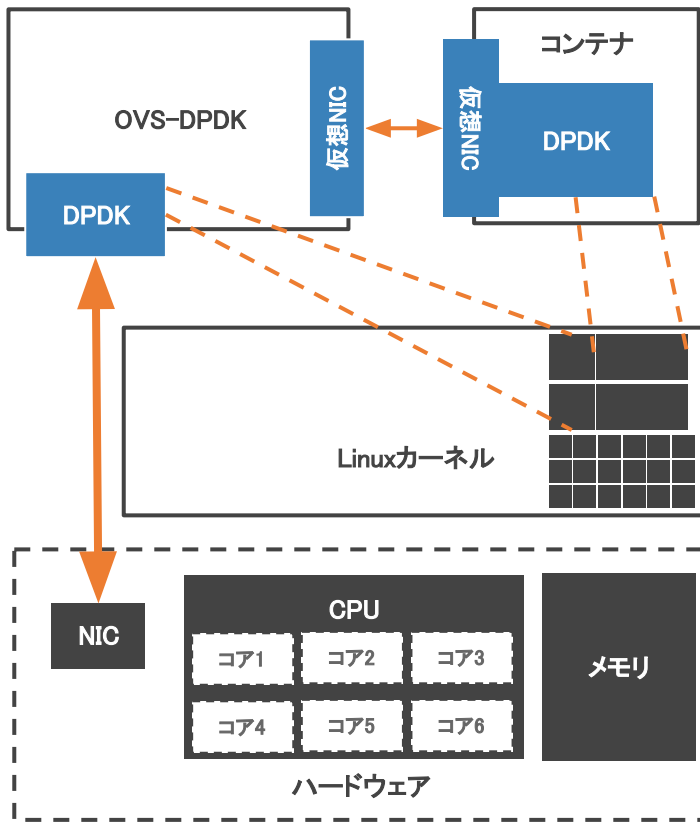 コンテナ
OVS-DPDK
仮想NIC
仮想NIC
DPDK
DPDK
Linuxカーネル
NIC
CPU
コア1
コア2
コア3
コア4
コア5
コア6
メモリ
ハードウェア